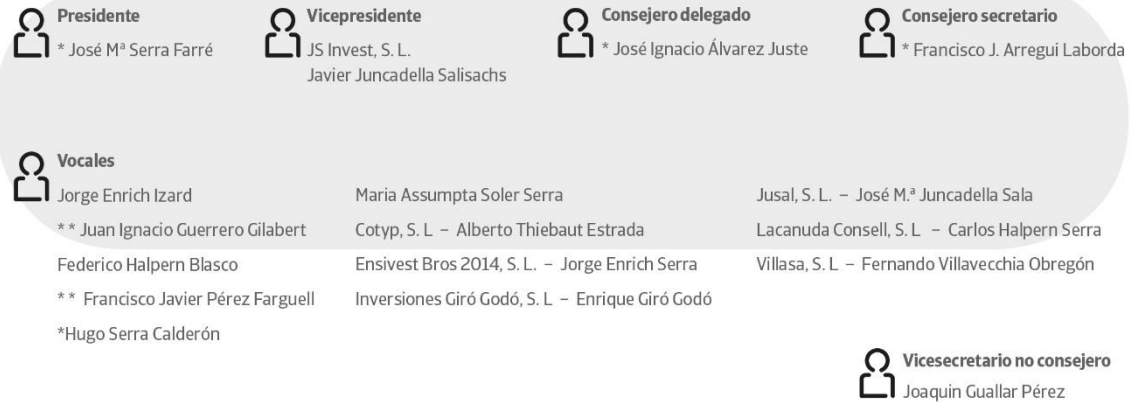 Presidente
* José Mª Serra Farré
Vicepresidente
JS Invest, S. L.
Javier Juncadella Salisachs
Consejero delegado
* José Ignacio Álvarez Juste
Consejero secretario
* Francisco J. Arregui Laborda
Vocales
Jorge Enrich Izard
* * Juan Ignacio Guerrero Gilabert
Federico Halpern Blasco
* * Francisco Javier Pérez Farguell
*Hugo Serra Calderón
Maria Assumpta Soler Serra
Cotyp, S. L – Alberto Thiebaut Estrada
Ensivest Bros 2014, S. L. – Jorge Enrich Serra
Inversiones Giró Godó, S. L – Enrique Giró Godó
Jusal, S. L. – José M.ª Juncadella Sala
Lacanuda Consell, S. L – Carlos Halpern Serra
Villasa, S. L – Fernando Villavecchia Obregón
Vicesecretario no consejero
Joaquin Guallar Pérez